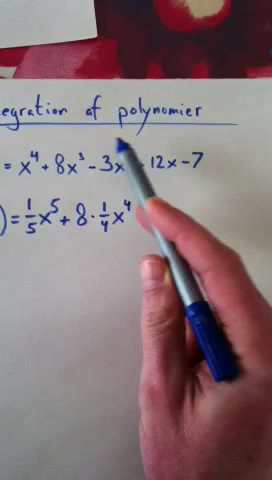 egration af polynomier
= x⁴ + 8x³ - 3x 12x - 7
) = 1/5 x⁵ + 8 · 1/4 x⁴